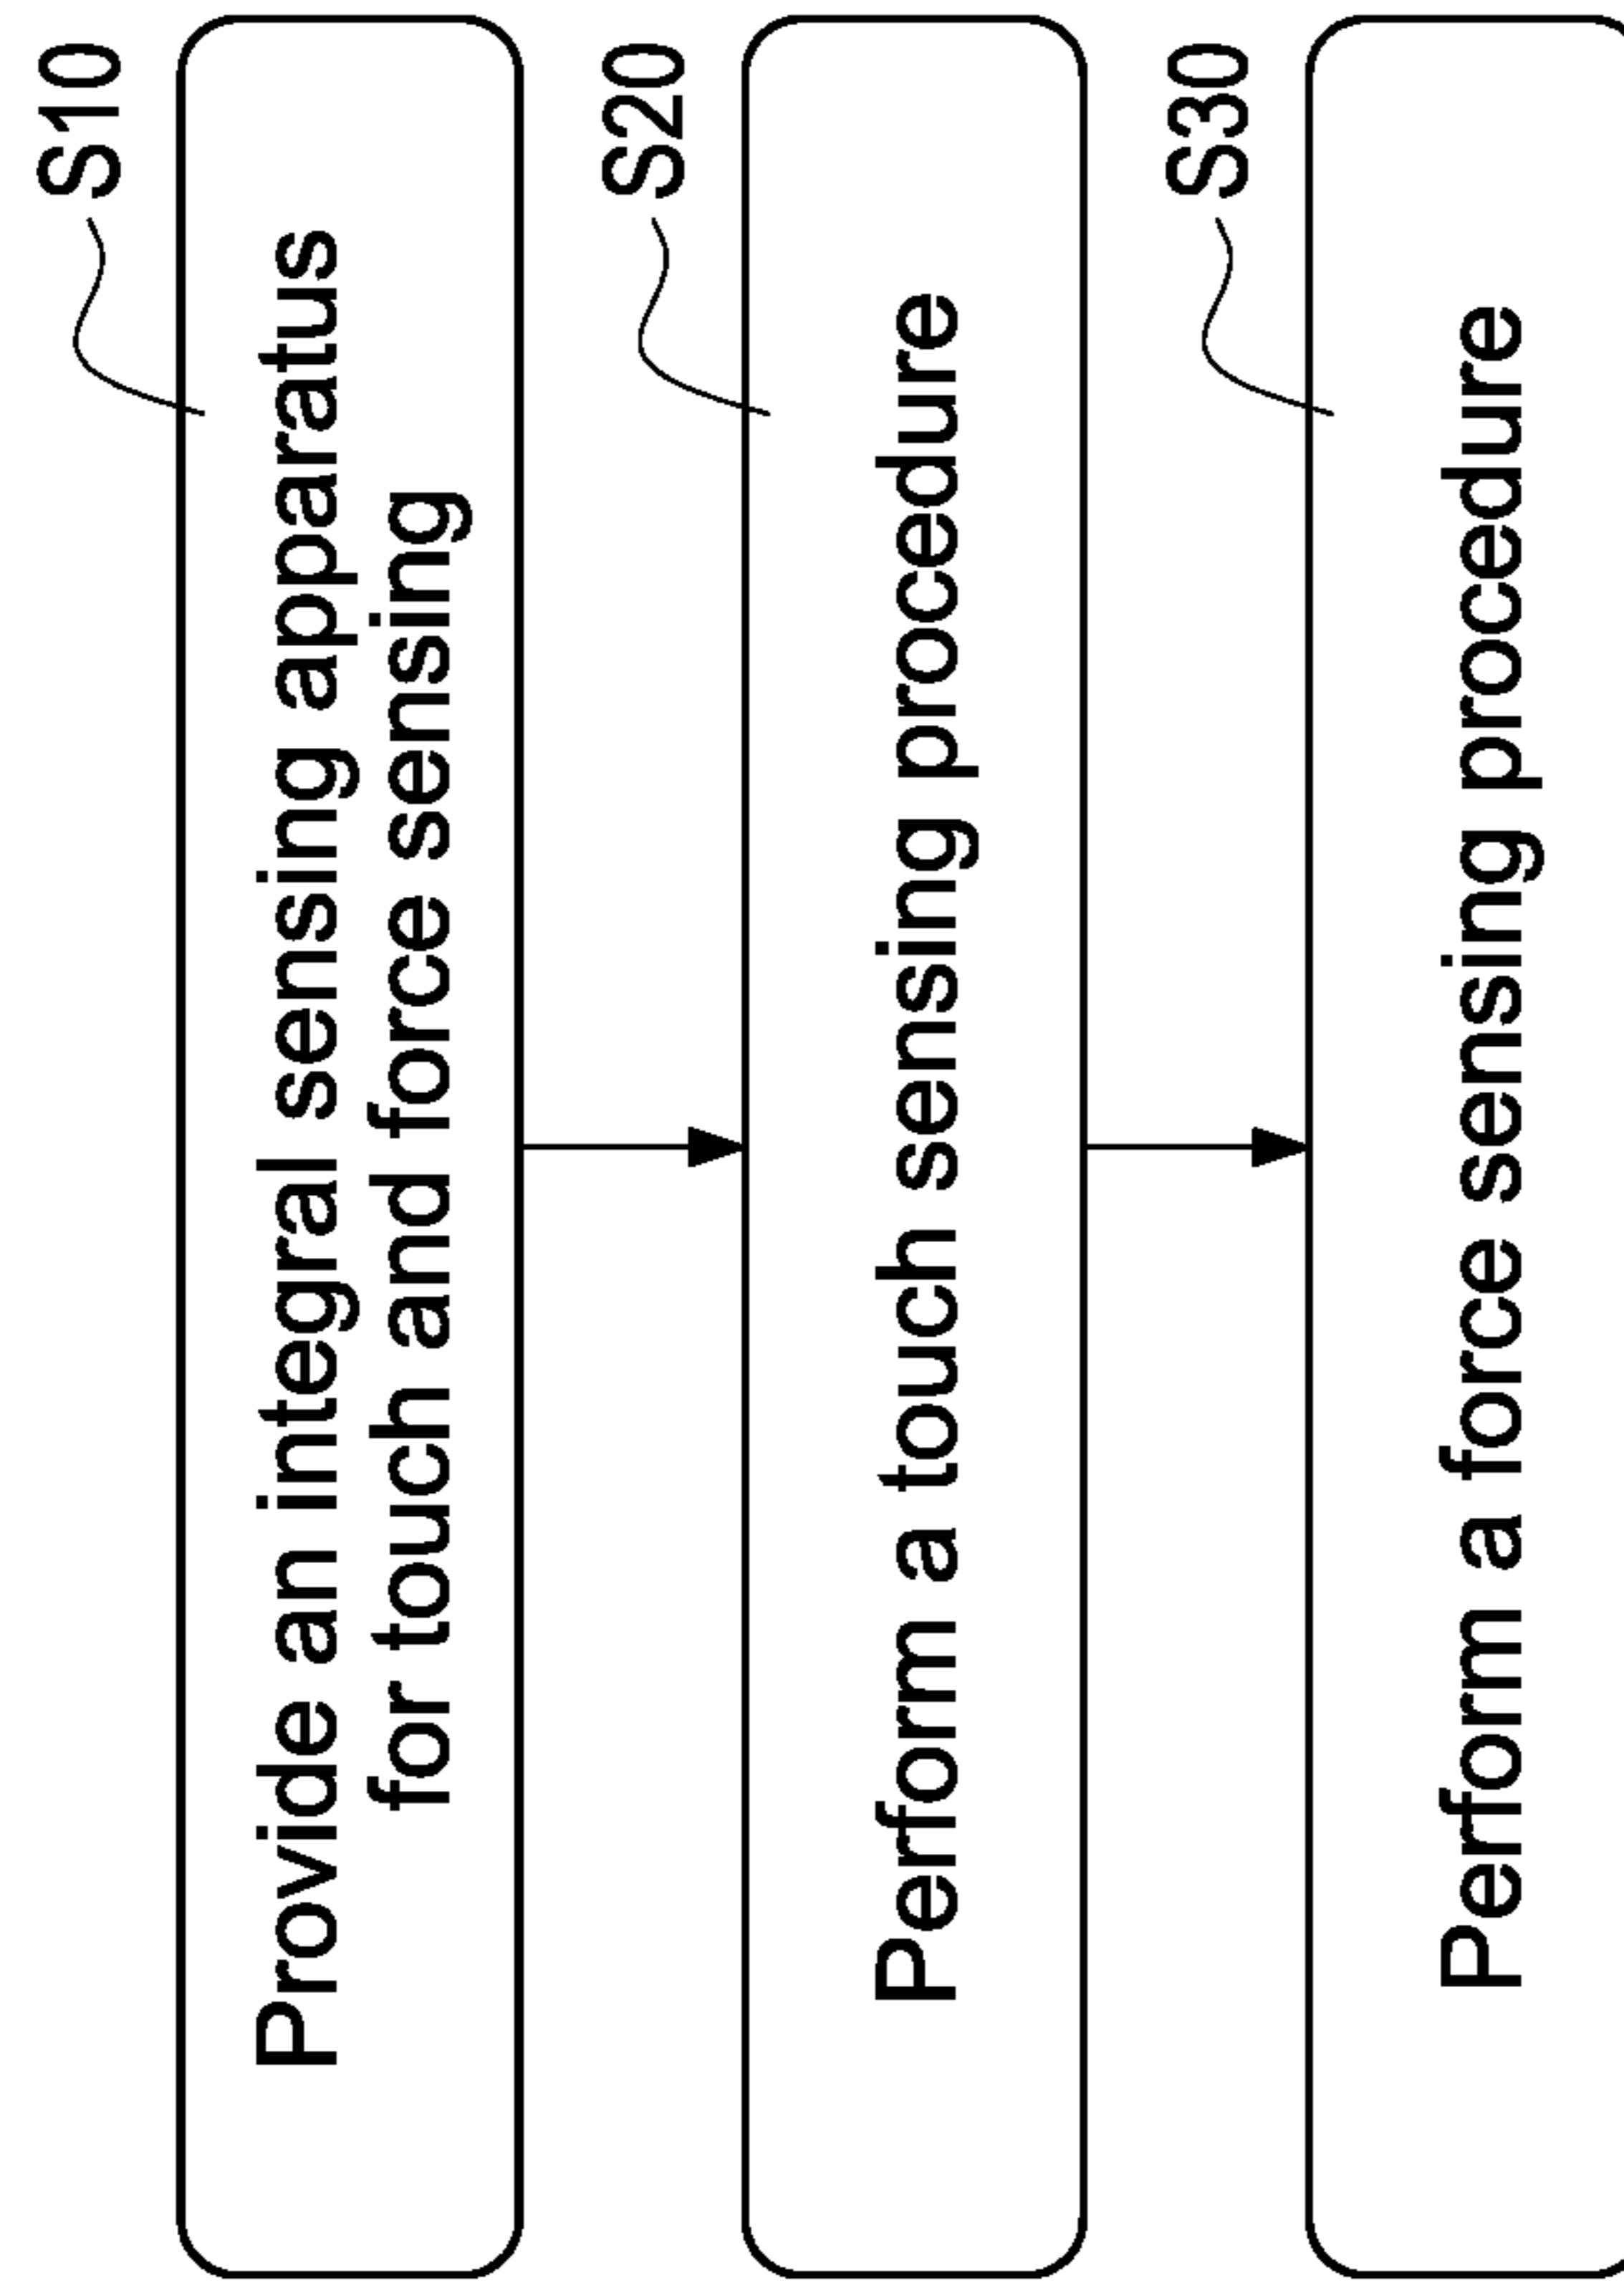 S10
Provide an integral sensing apparatus
for touch and force sensing
S20
Perform a touch sensing procedure
S30
Perform a force sensing procedure